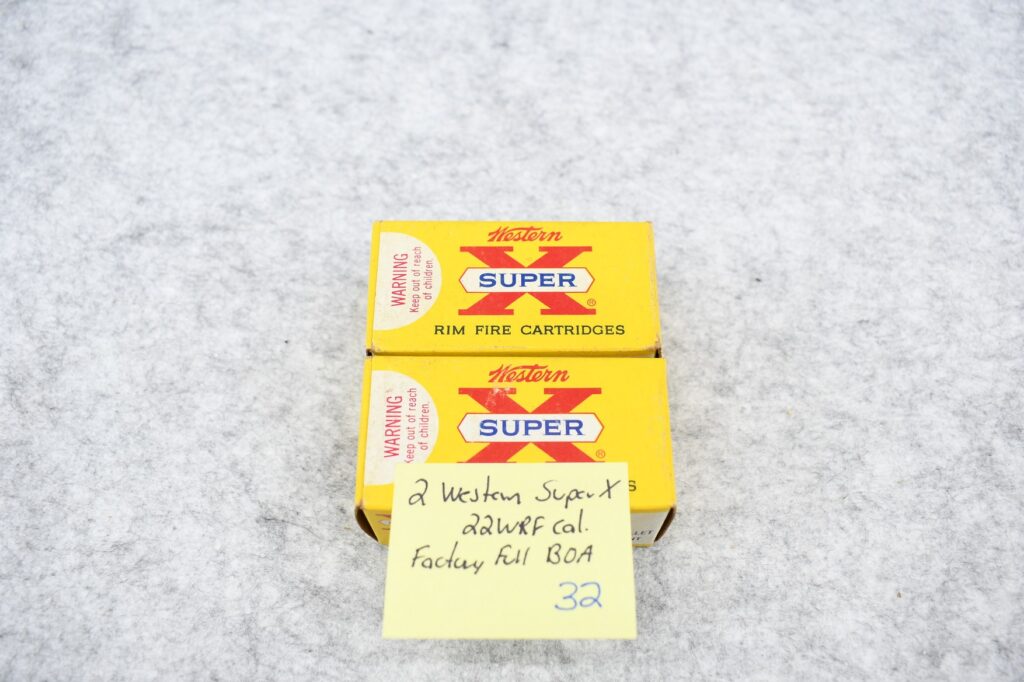 Western
X
SUPER
®
RIM FIRE CARTRIDGES
WARNING
Keep out of reach
of children.
Western
X
SUPER
®
S
WARNING
Keep out of reach
of children.
LET
2 Western Super X
22WRF Cal.
Factory Full BOA
32